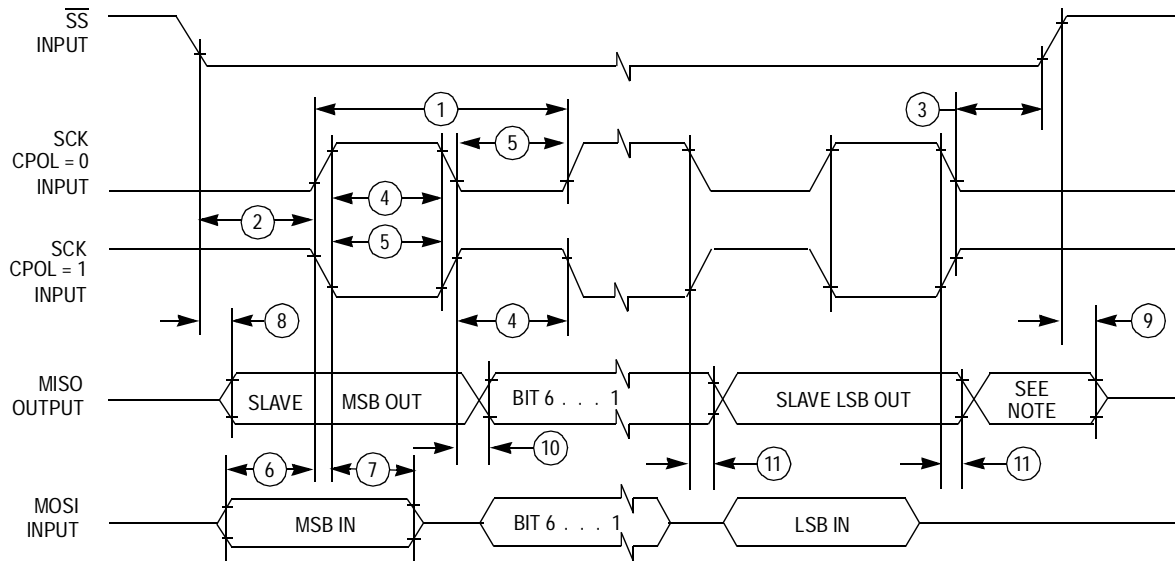 SS
INPUT
1
3
SCK
CPOL = 0
INPUT
5
4
2
5
SCK
CPOL = 1
INPUT
4
8
9
MISO
OUTPUT
SLAVE MSB OUT
BIT 6 . . . 1
SLAVE LSB OUT
SEE
NOTE
10
11
11
6
7
MOSI
INPUT
MSB IN
BIT 6 . . . 1
LSB IN